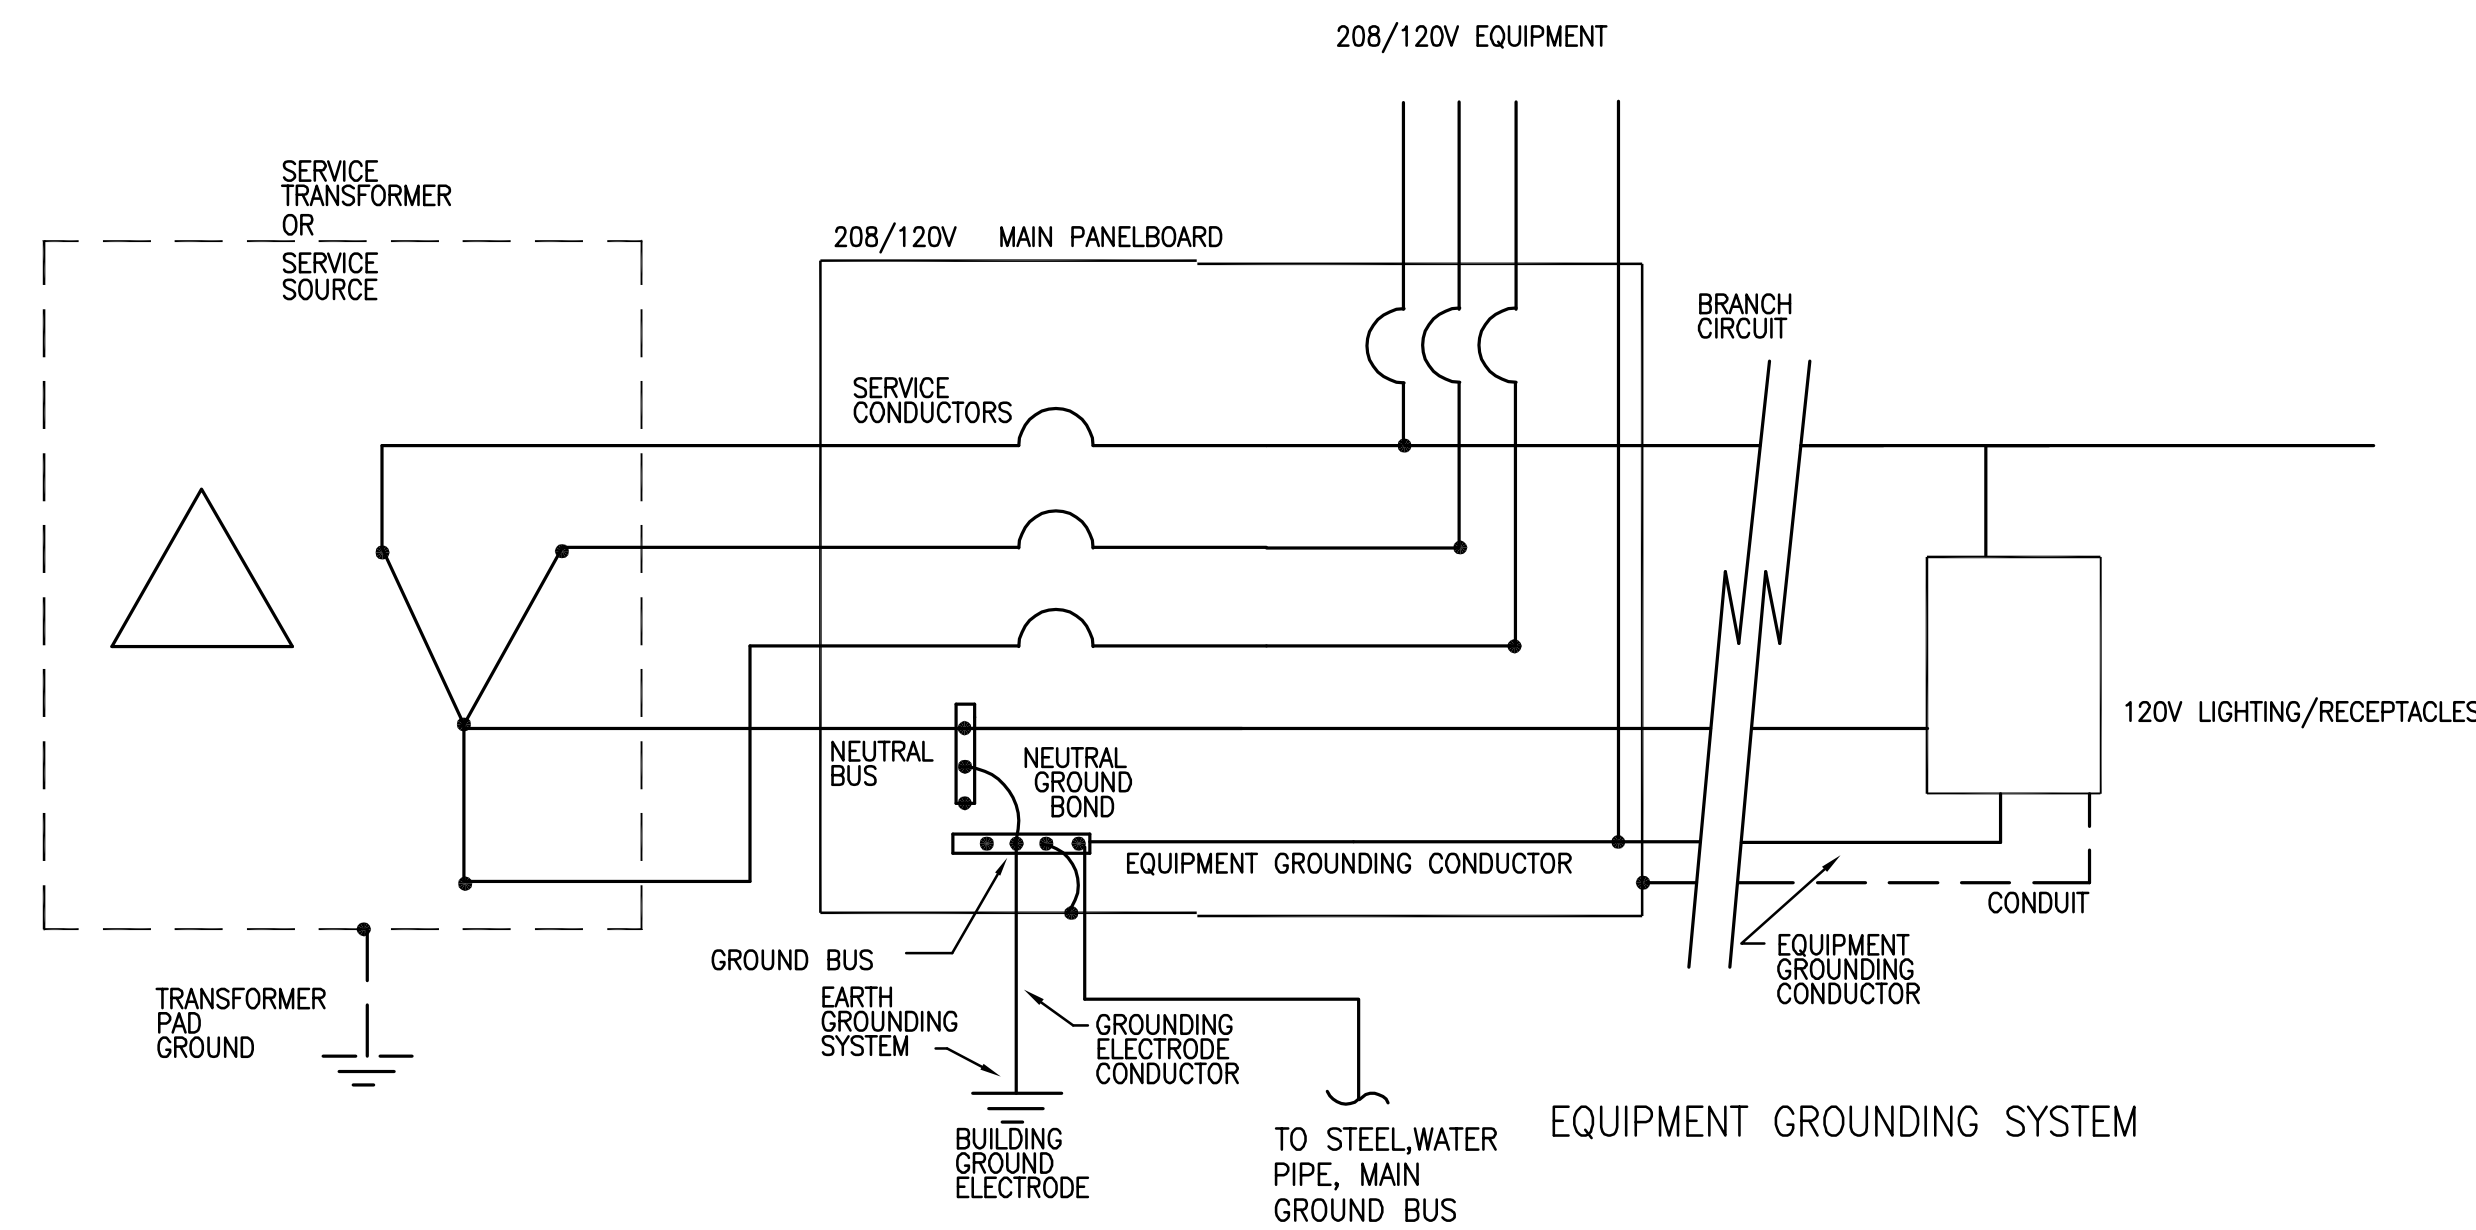 208/120V EQUIPMENT
SERVICE
TRANSFORMER
OR
SERVICE
SOURCE
208/120V MAIN PANELBOARD
BRANCH
CIRCUIT
SERVICE
CONDUCTORS
120V LIGHTING/RECEPTACLES
NEUTRAL
BUS
NEUTRAL
GROUND
BOND
EQUIPMENT GROUNDING CONDUCTOR
CONDUIT
GROUND BUS
EQUIPMENT
GROUNDING
CONDUCTOR
TRANSFORMER
PAD
GROUND
EARTH
GROUNDING
SYSTEM
GROUNDING
ELECTRODE
CONDUCTOR
BUILDING
GROUND
ELECTRODE
TO STEEL,WATER
PIPE, MAIN
GROUND BUS
EQUIPMENT GROUNDING SYSTEM